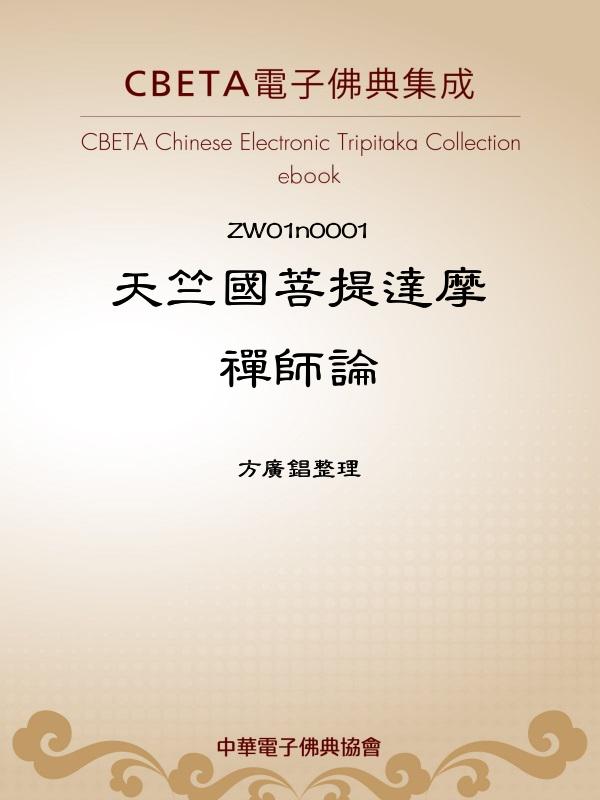 CBETA電子佛典集成
CBETA Chinese Electronic Tripitaka Collection
ebook
ZW01n0001
天竺國菩提達摩
禪師論
方廣錩整理
中華電子佛典協會